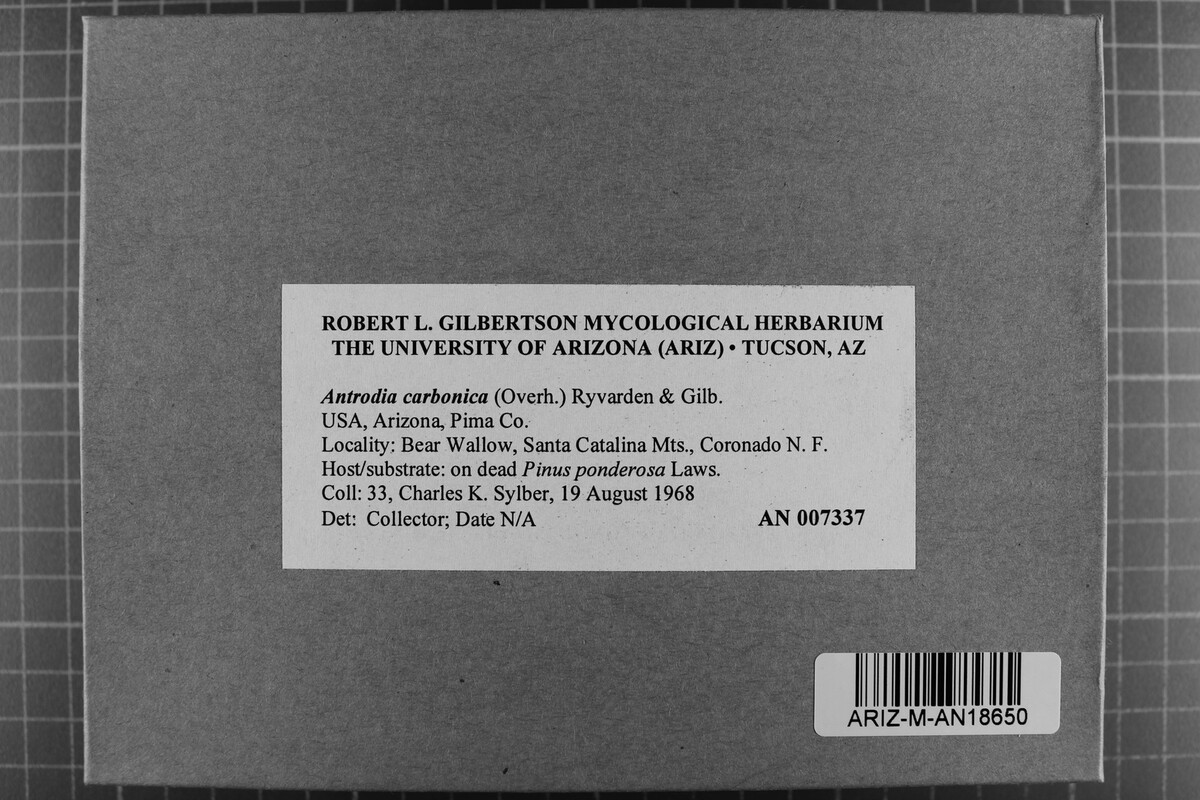 ROBERT L. GILBERTSON MYCOLOGICAL HERBARIUM
THE UNIVERSITY OF ARIZONA (ARIZ) • TUCSON, AZ
Antrodia carbonica (Overh.) Ryvarden & Gilb.
USA, Arizona, Pima Co.
Locality: Bear Wallow, Santa Catalina Mts., Coronado N. F.
Host/substrate: on dead Pinus ponderosa Laws.
Coll: 33, Charles K. Sylber, 19 August 1968
Det: Collector; Date N/A AN 007337
ARIZ-M-AN18650